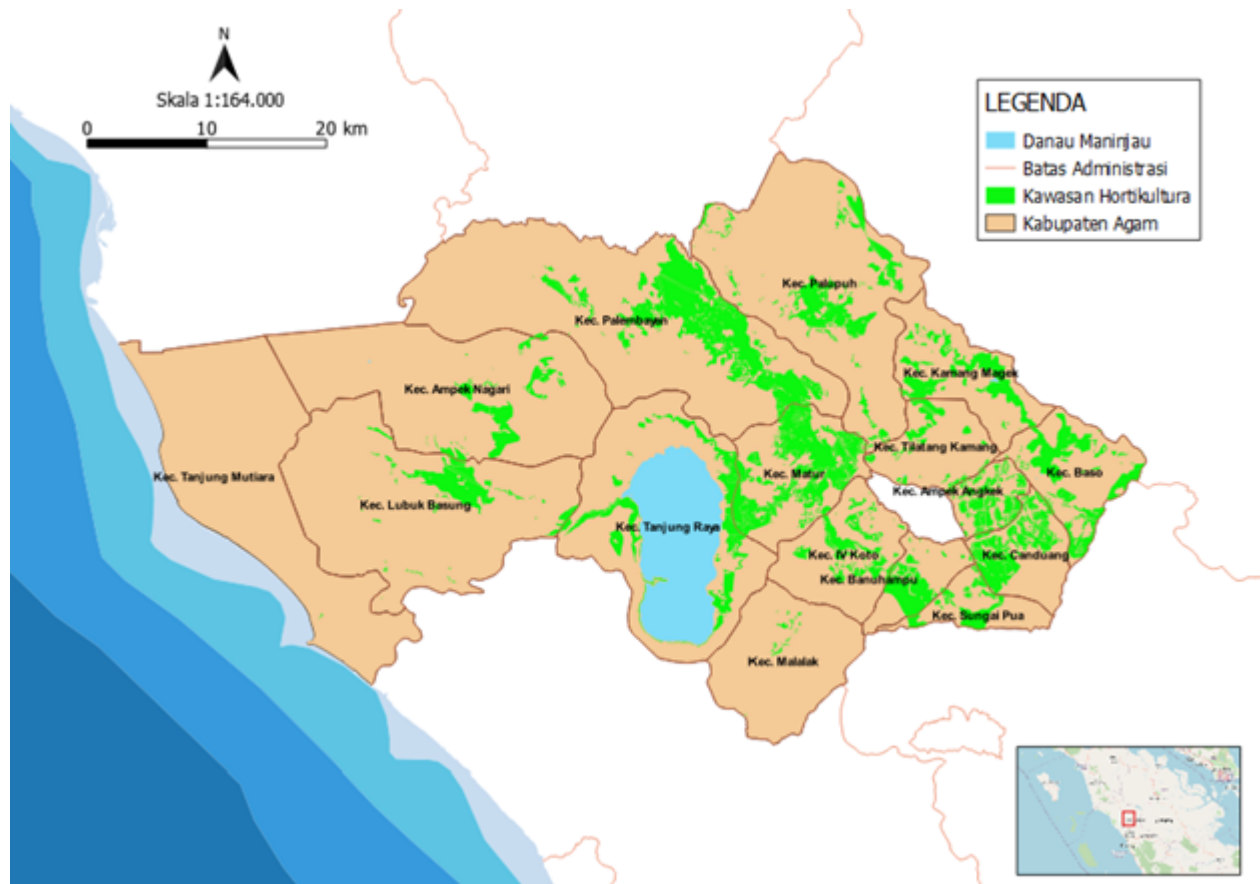 N
Skala 1:164.000
0 10 20 km
LEGENDA
Danau Maninjau
Batas Administrasi
Kawasan Hortikultura
Kabupaten Agam
Kec. Palupuh
Kec. Palembayan
Kec. Kamang Magek
Kec. Ampek Nagari
Kec. Tilatang Kamang
Kec. Matur
Kec. Baso
Kec. Tanjung Mutiara
Kec. Ampek Angkek
Kec. Lubuk Basung
Kec. Tanjung Raya
Kec. IV Koto
Kec. Canduang
Kec. Banuhampu
Kec. Sungai Pua
Kec. Malalak